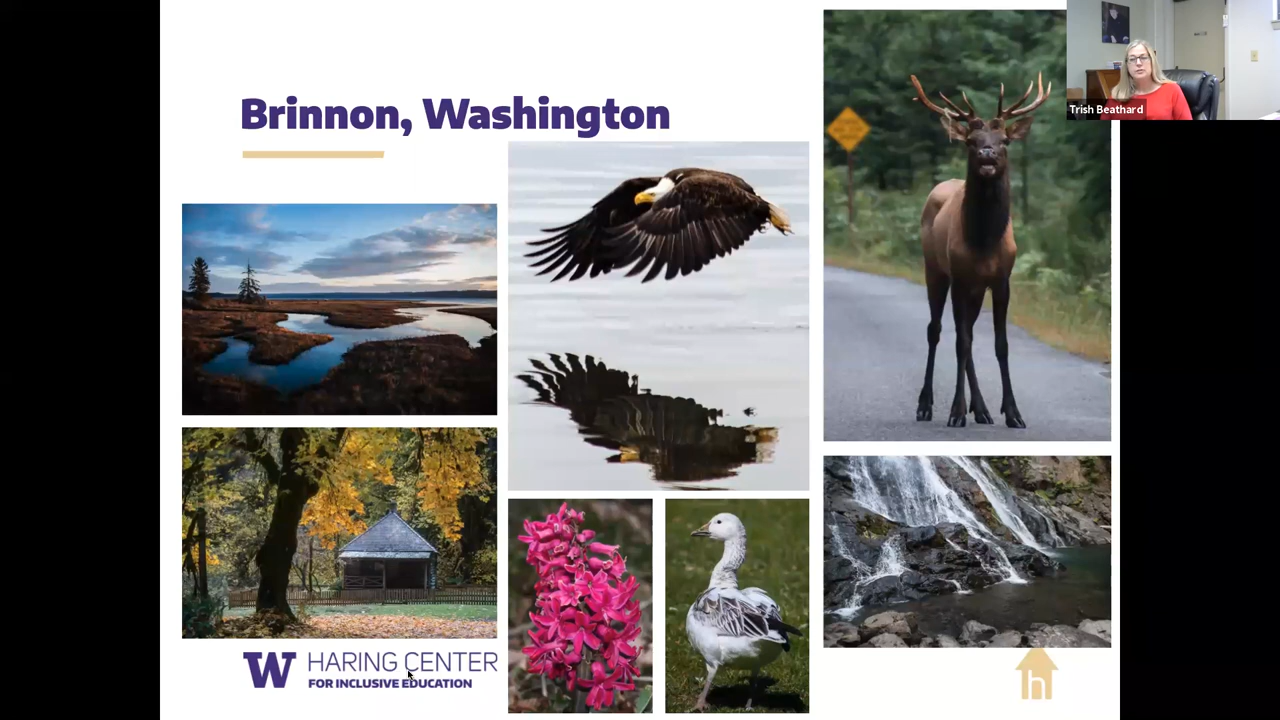 Brinnon, Washington
Trish Beathard
W HARING CENTER
FOR INCLUSIVE EDUCATION
h